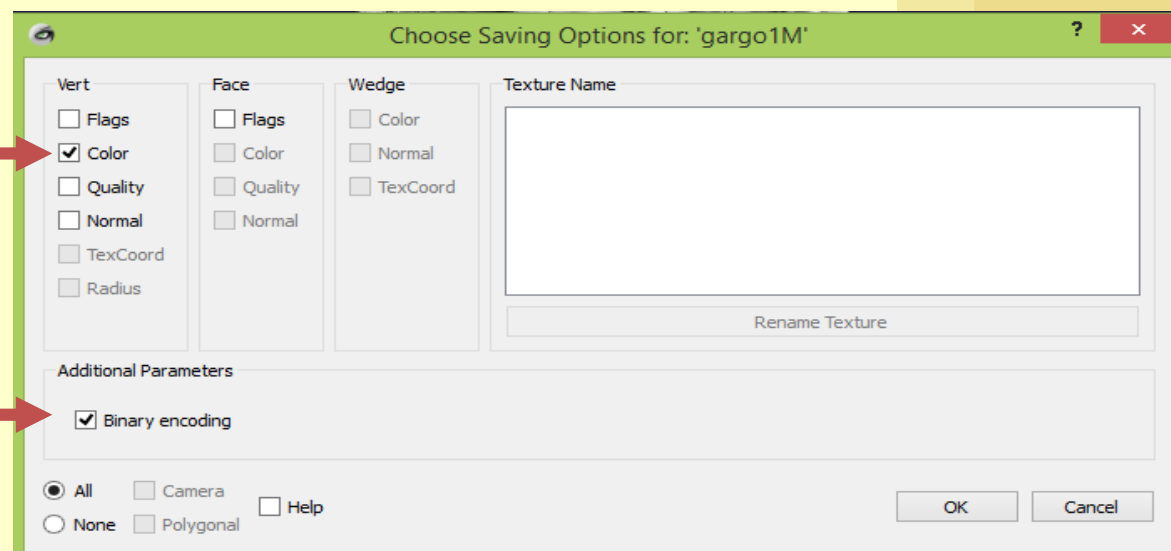 Choose Saving Options for: 'gargo1M'
?
Vert
Flags
Color
Quality
Normal
TexCoord
Radius
Face
Flags
Color
Quality
Normal
Wedge
Color
Normal
TexCoord
Texture Name
Rename Texture
Additional Parameters
Binary encoding
All
None
Camera
Polygonal
Help
OK
Cancel